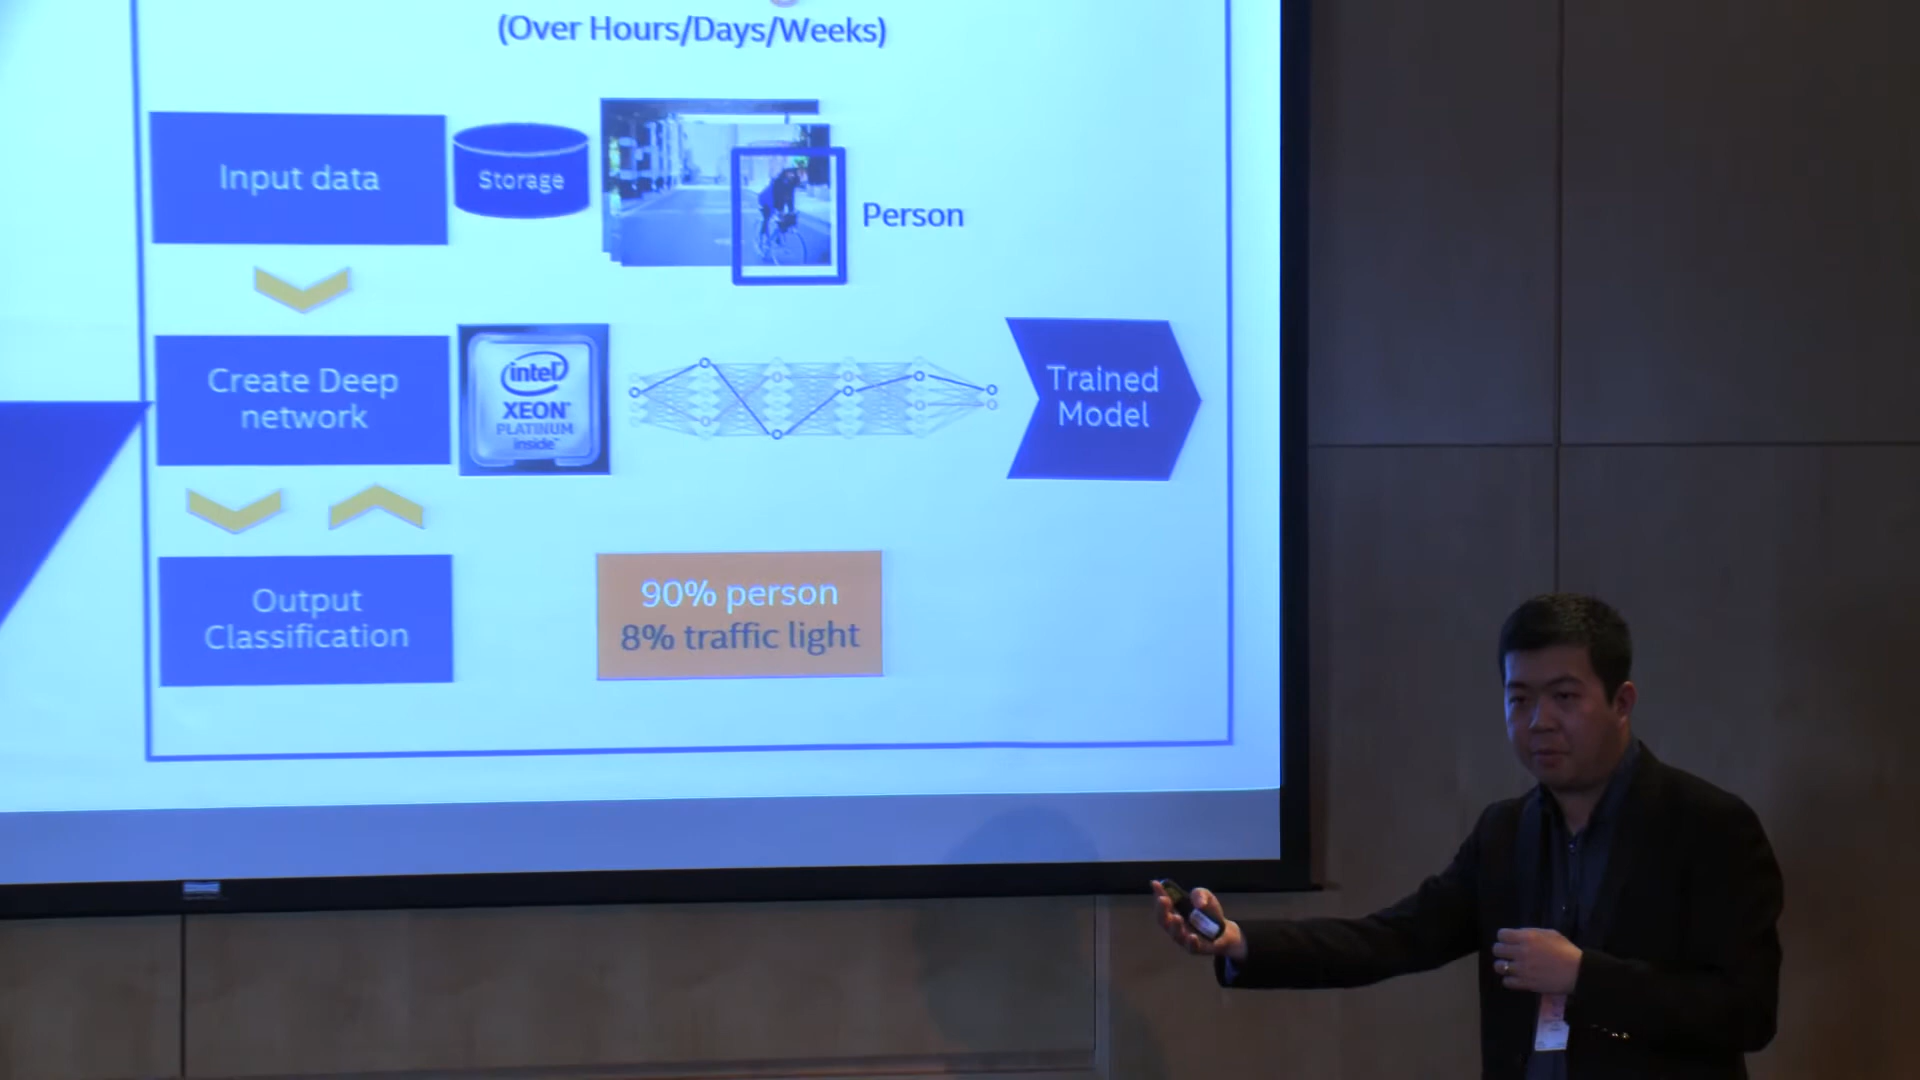 (Over Hours/Days/Weeks)
Input data
Storage
Person
Create Deep
network
intel
XEON®
PLATINUM
inside™
Trained
Model
Output
Classification
90% person
8% traffic light